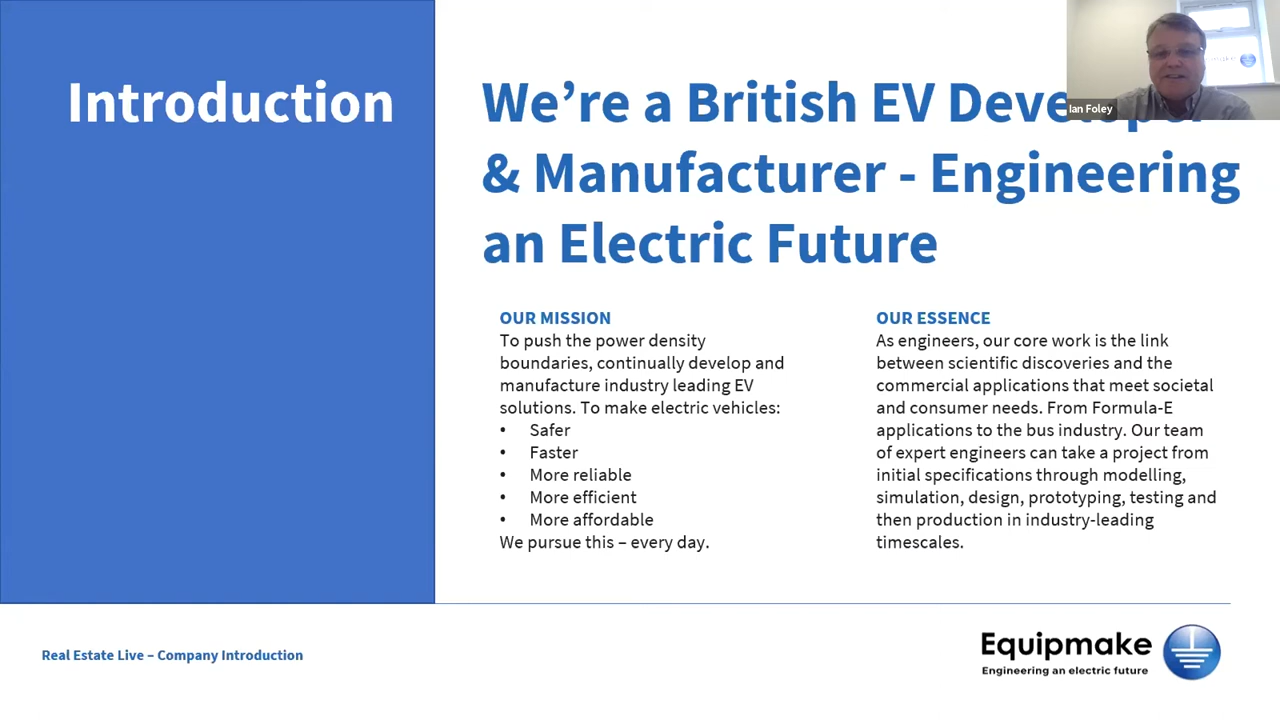 Introduction
We're a British EV Developer
& Manufacturer - Engineering
an Electric Future
Ian Foley
OUR MISSION
To push the power density
boundaries, continually develop and
manufacture industry leading EV
solutions. To make electric vehicles:
• Safer
• Faster
• More reliable
• More efficient
• More affordable
We pursue this – every day.
OUR ESSENCE
As engineers, our core work is the link
between scientific discoveries and the
commercial applications that meet societal
and consumer needs. From Formula-E
applications to the bus industry. Our team
of expert engineers can take a project from
initial specifications through modelling,
simulation, design, prototyping, testing and
then production in industry-leading
timescales.
Real Estate Live – Company Introduction
Equipmake
Engineering an electric future